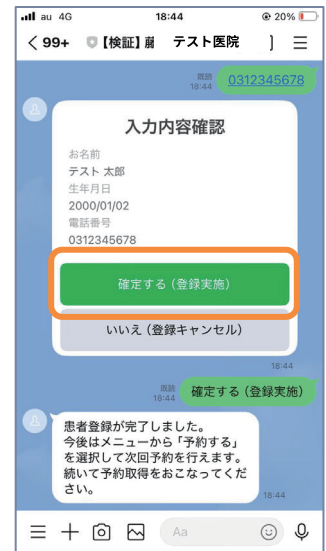 au 4G 18:44 20%
99+ 【検証】 テスト医院 ]
既読
18:44 0312345678
入力内容確認
お名前
テスト 太郎
生年月日
2000/01/02
電話番号
0312345678
確定する（登録実施）
いいえ（登録キャンセル）
18:44
既読
18:44 確定する（登録実施）
患者登録が完了しました。
今後はメニューから「予約する」
を選択して次回予約を行えます。
続いて予約取得をおこなってくだ
さい。
18:44
Aa